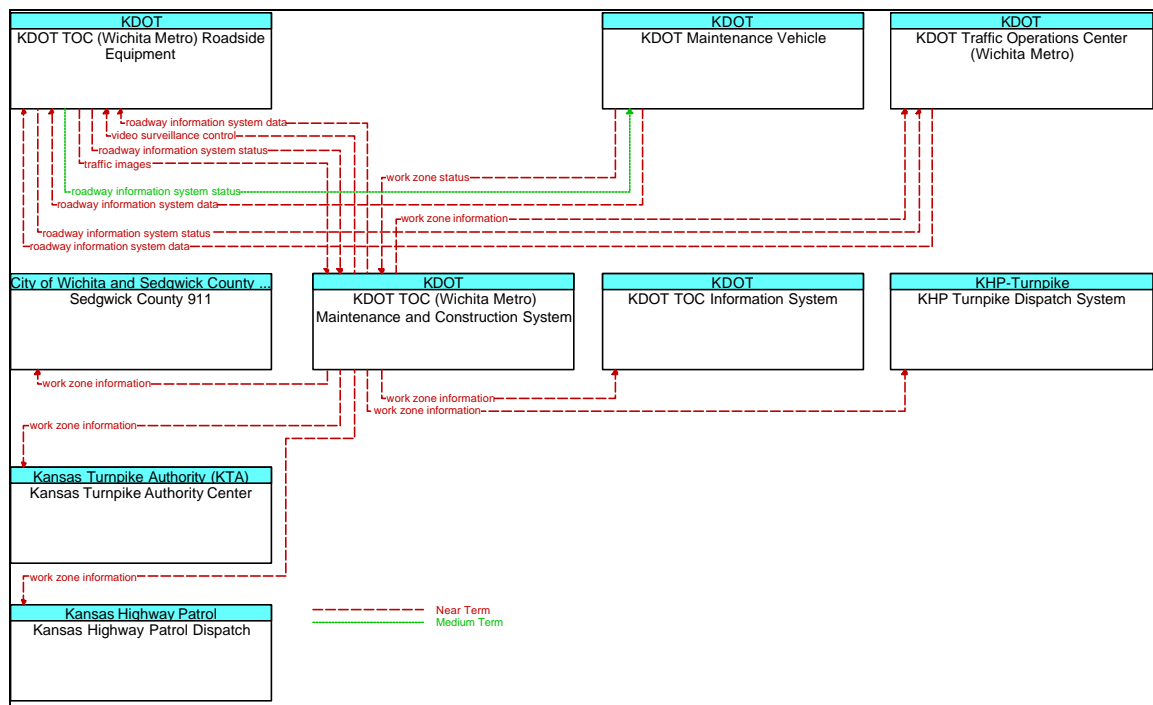 KDOT
KDOT TOC (Wichita Metro) Roadside
Equipment
KDOT
KDOT Maintenance Vehicle
KDOT
KDOT Traffic Operations Center
(Wichita Metro)
roadway information system data
video surveillance control
roadway information system status
traffic images
work zone status
roadway information system status
roadway information system data
work zone information
roadway information system status
roadway information system data
City of Wichita and Sedgwick County ...
Sedgwick County 911
KDOT
KDOT TOC (Wichita Metro)
Maintenance and Construction System
KDOT
KDOT TOC Information System
KHP-Turnpike
KHP Turnpike Dispatch System
work zone information
work zone information
work zone information
work zone information
Kansas Turnpike Authority (KTA)
Kansas Turnpike Authority Center
work zone information
Kansas Highway Patrol
Kansas Highway Patrol Dispatch
Near Term
Medium Term